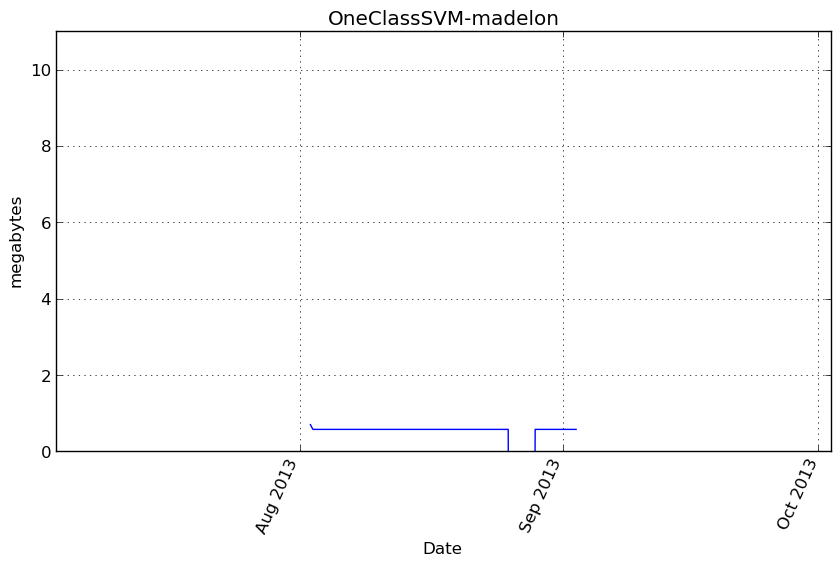 OneClassSVM-madelon
10
8
6
4
2
0
megabytes
Aug 2013
Sep 2013
Oct 2013
Date